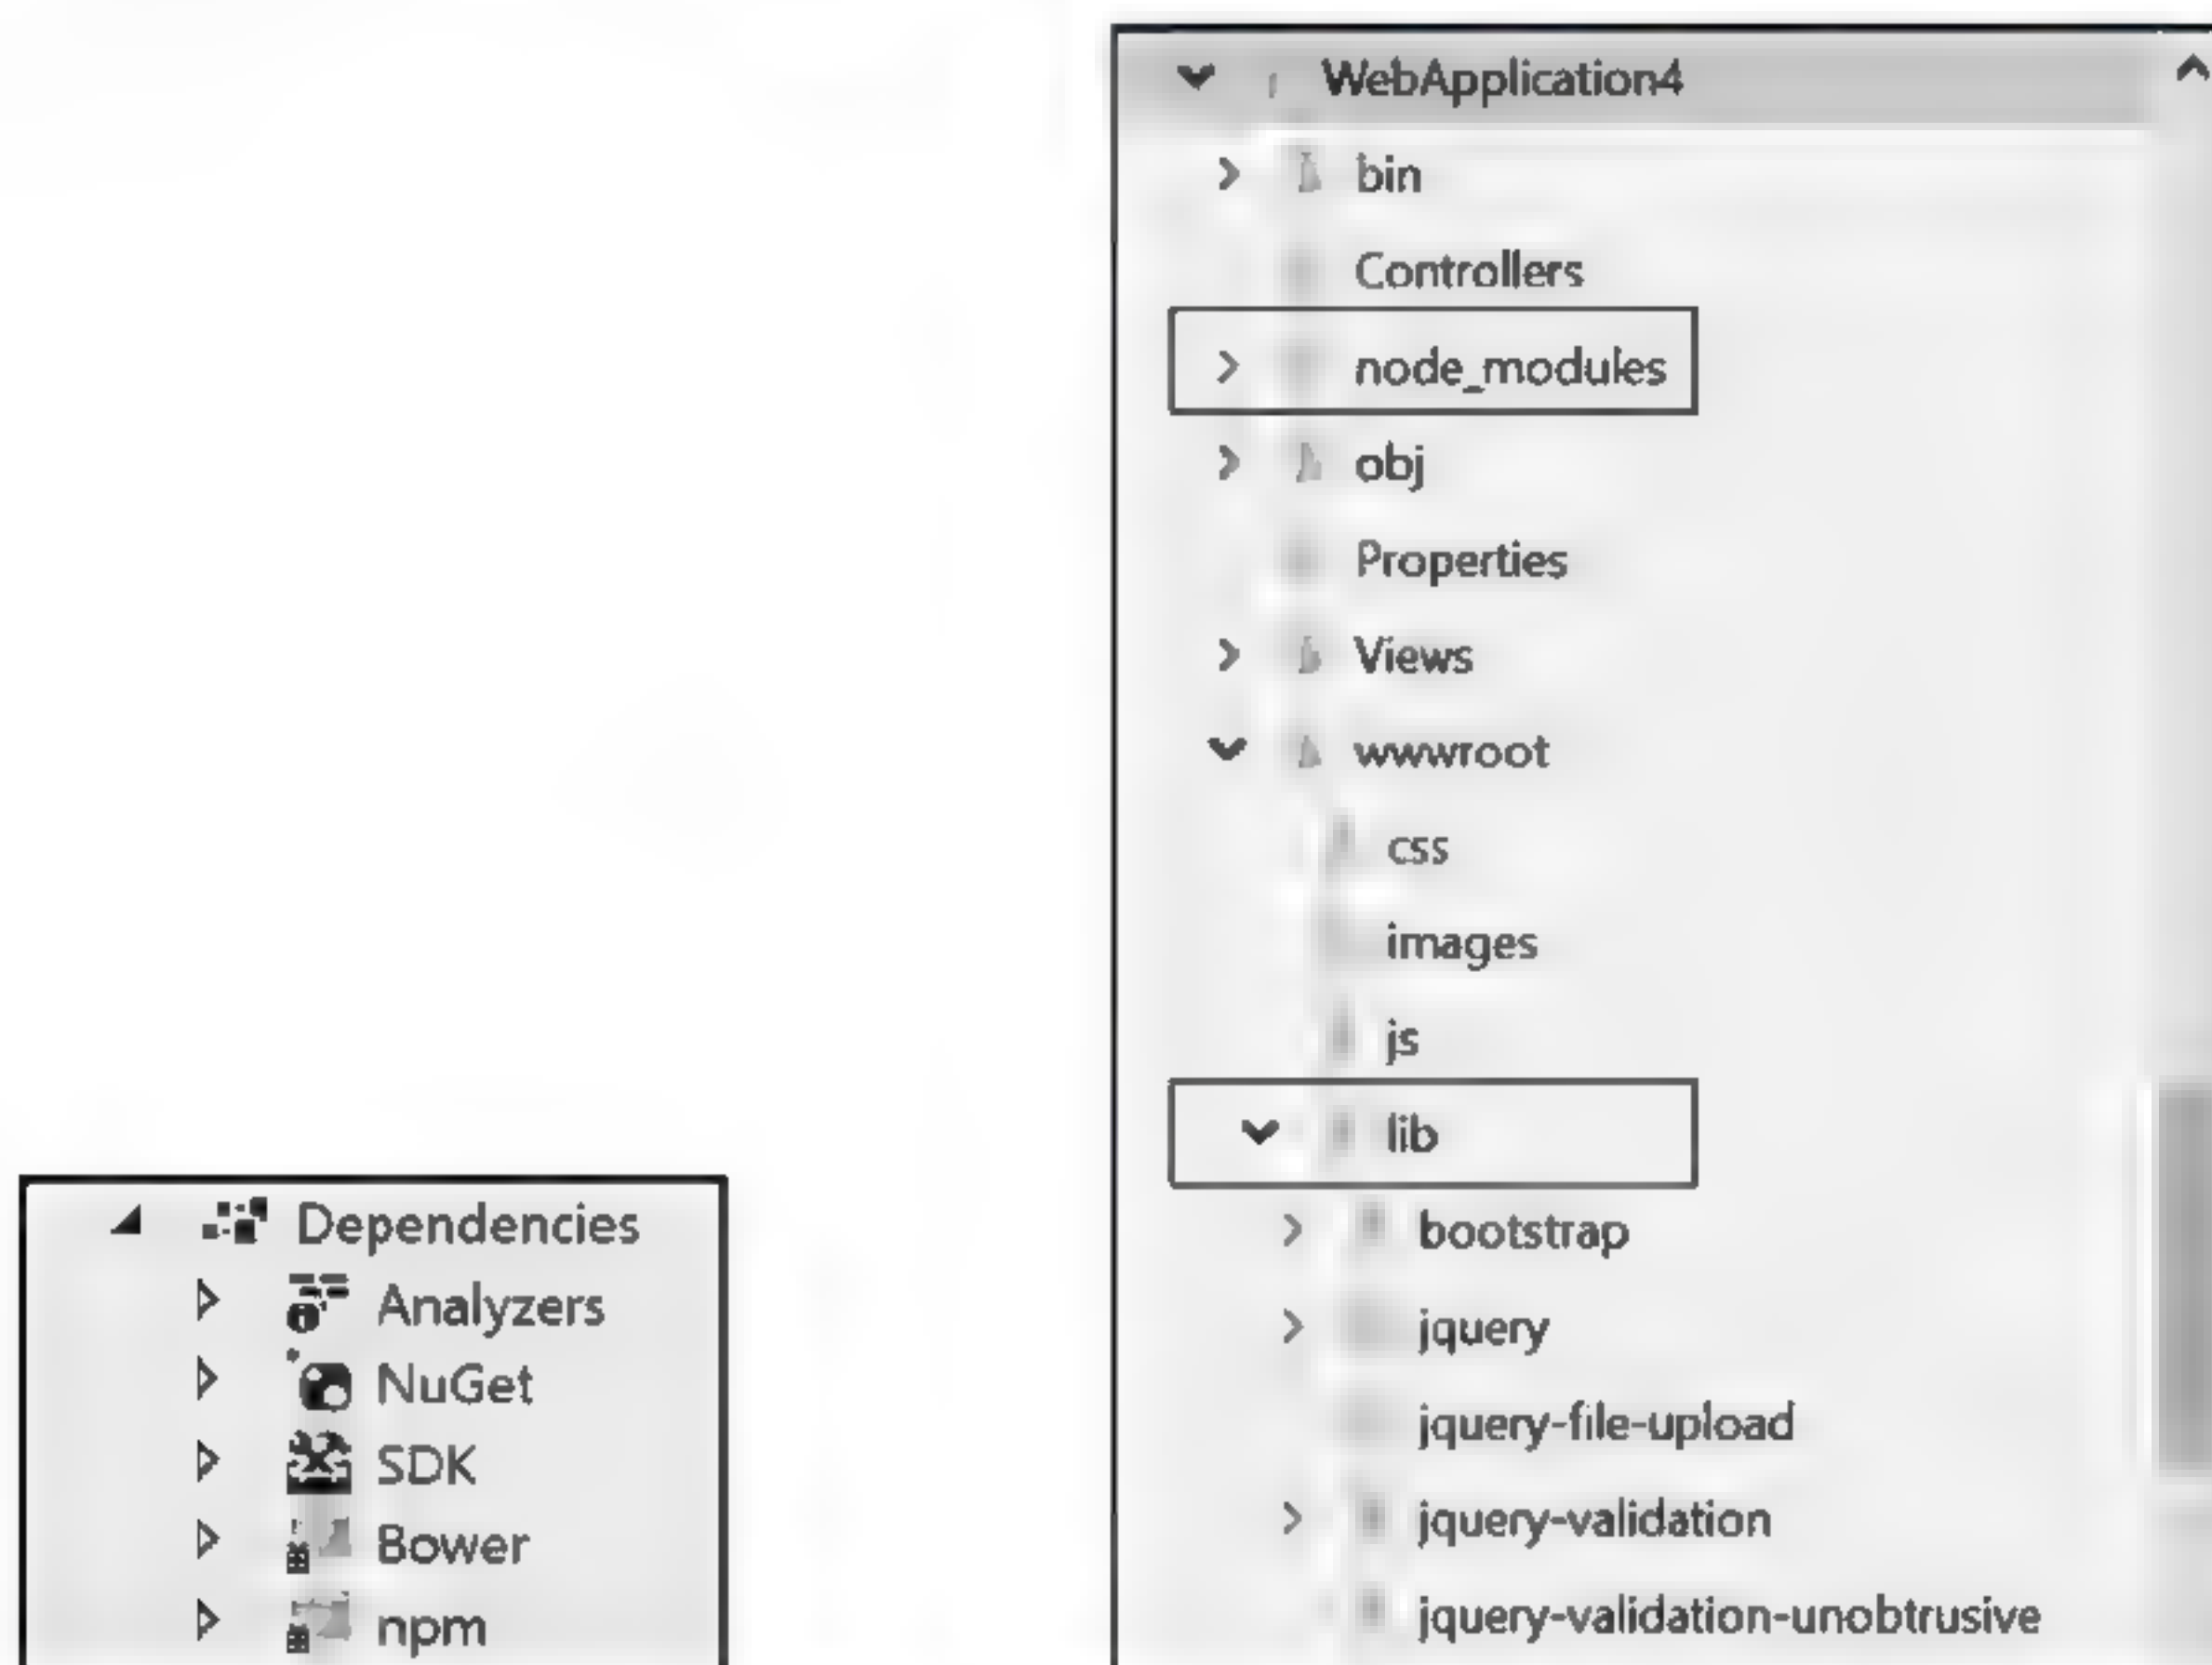 Dependencies
Analyzers
NuGet
SDK
Bower
npm
WebApplication4
bin
Controllers
node_modules
obj
Properties
Views
wwwroot
css
images
js
lib
bootstrap
jquery
jquery-file-upload
jquery-validation
jquery-validation-unobtrusive